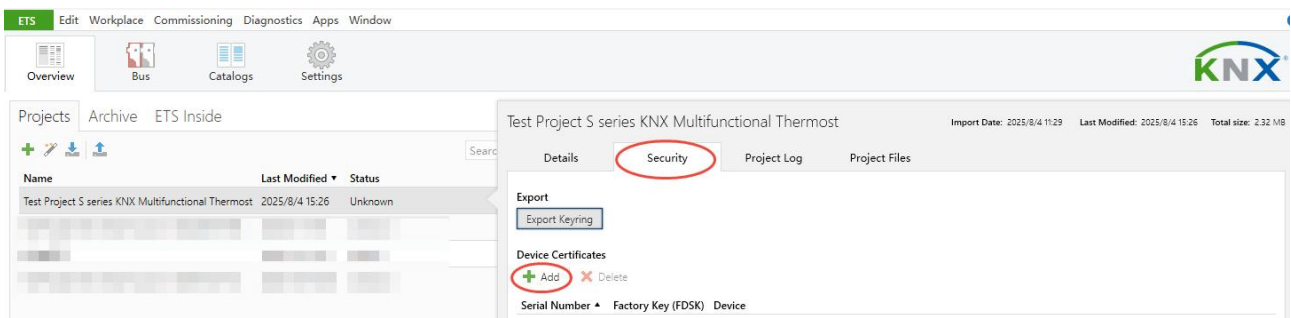 ETS Edit Workplace Commissioning Diagnostics Apps Window
Overview Bus Catalogs Settings
KNX
Projects Archive ETS Inside
Searc
Name Last Modified Status
Test Project S series KNX Multifunctional Thermost 2025/8/4 15:26 Unknown
Test Project S series KNX Multifunctional Thermost
Import Date: 2025/8/4 11:29 Last Modified: 2025/8/4 15:26 Total size: 2.32 MB
Details Security Project Log Project Files
Export
Export Keyring
Device Certificates
Add Delete
Serial Number Factory Key (FDSK) Device